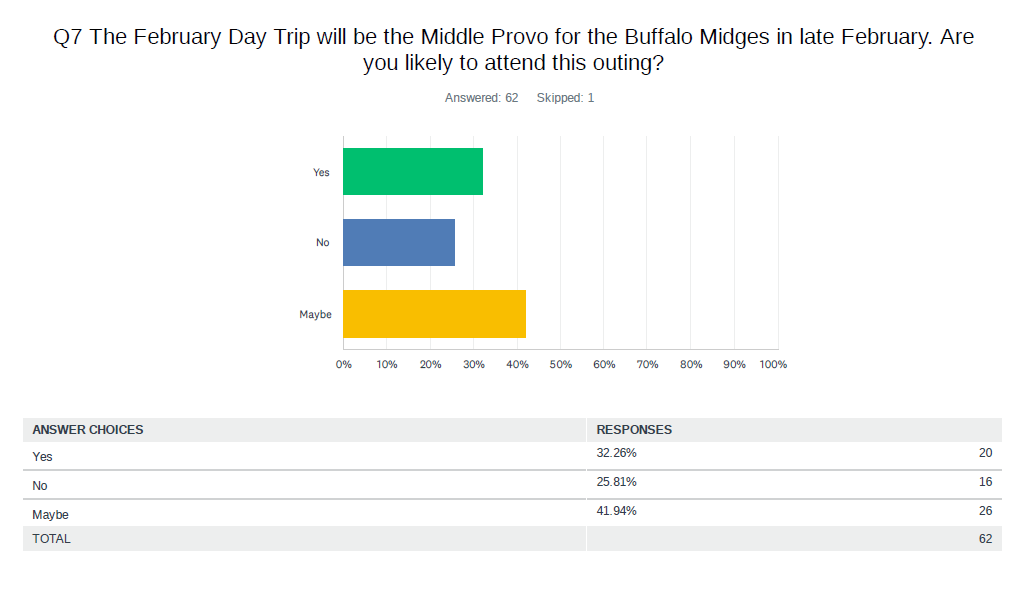 Q7 The February Day Trip will be the Middle Provo for the Buffalo Midges in late February. Are
you likely to attend this outing?
Answered: 62 Skipped: 1
Yes
No
Maybe
0% 10% 20% 30% 40% 50% 60% 70% 80% 90% 100%
ANSWER CHOICES RESPONSES
Yes 32.26% 20
No 25.81% 16
Maybe 41.94% 26
TOTAL 62